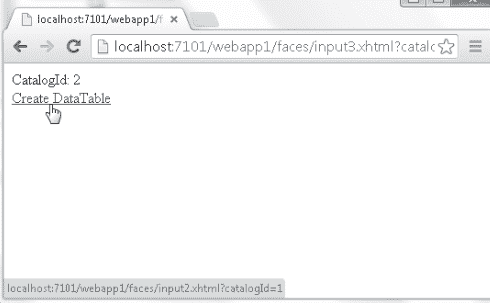 localhost:7101/webapp1/f
localhost:7101/webapp1/faces/input3.xhtml?catalo
CatalogId: 2
Create DataTable
localhost:7101/webapp1/faces/input2.xhtml?catalogId=1